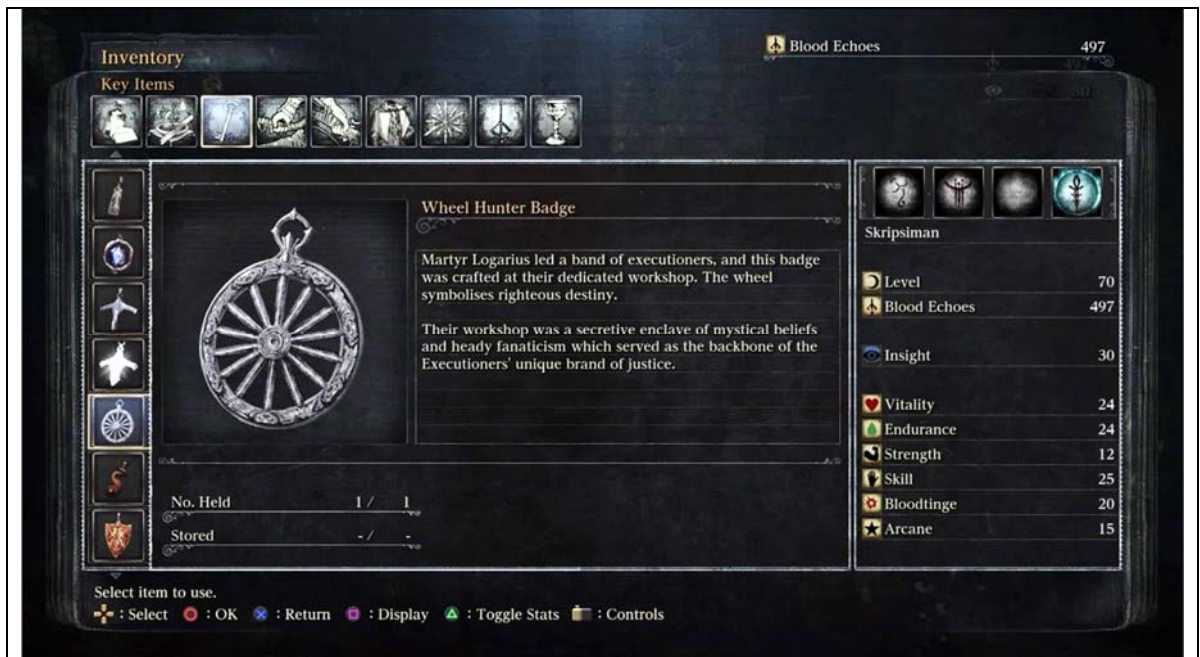 Inventory
Blood Echoes 497
Key Items
Wheel Hunter Badge
Martyr Logarius led a band of executioners, and this badge
was crafted at their dedicated workshop. The wheel
symbolises righteous destiny.
Their workshop was a secretive enclave of mystical beliefs
and heady fanaticism which served as the backbone of the
Executioners' unique brand of justice.
No. Held 1 / 1
Stored - / -
Skripsiman
Level 70
Blood Echoes 497
Insight 30
Vitality 24
Endurance 24
Strength 12
Skill 25
Bloodtinge 20
Arcane 15
Select item to use.
: Select : OK : Return : Display : Toggle Stats : Controls